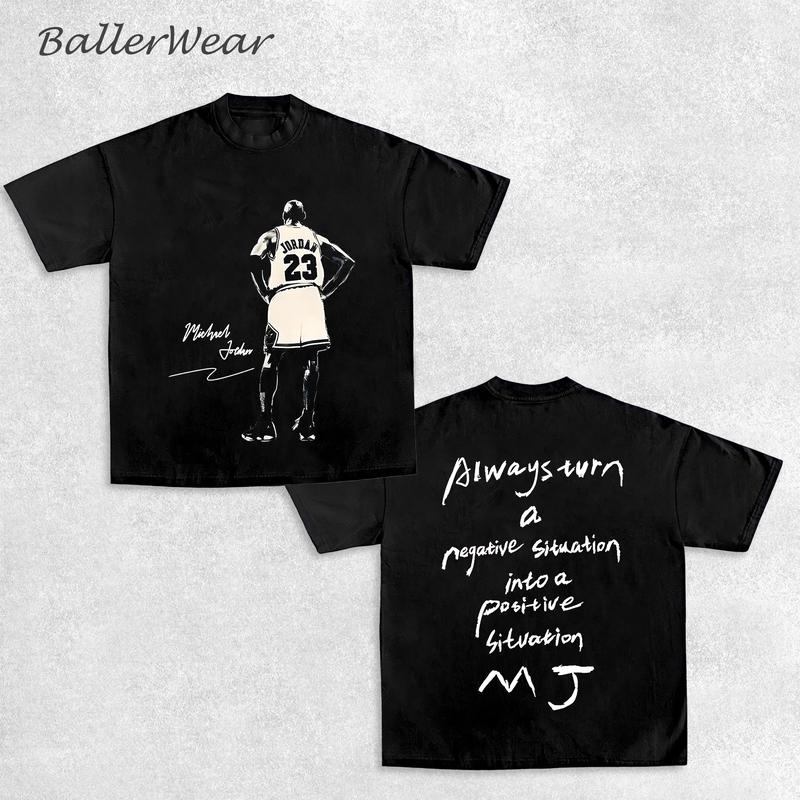 BallerWear
JORDAN
23
Michael
Jordan
Always turn
a
negative situation
into a
positive
situation
MJ